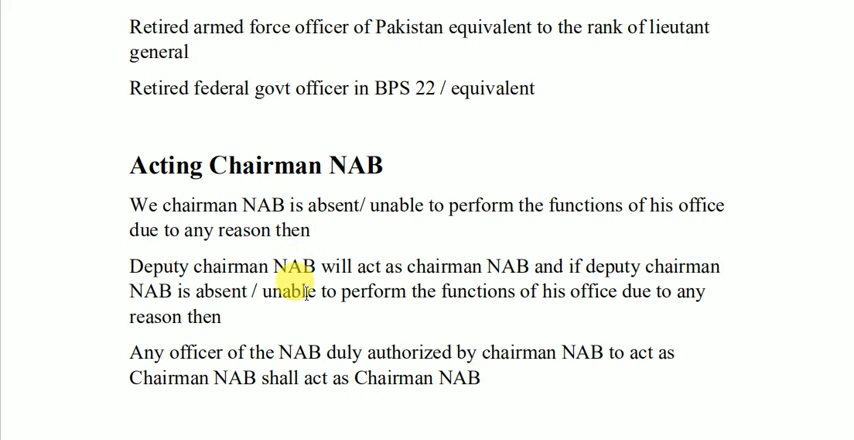 Retired armed force officer of Pakistan equivalent to the rank of lieutant
general
Retired federal govt officer in BPS 22 / equivalent
Acting Chairman NAB
We chairman NAB is absent/ unable to perform the functions of his office
due to any reason then
Deputy chairman NAB will act as chairman NAB and if deputy chairman
NAB is absent / unable to perform the functions of his office due to any
reason then
Any officer of the NAB duly authorized by chairman NAB to act as
Chairman NAB shall act as Chairman NAB